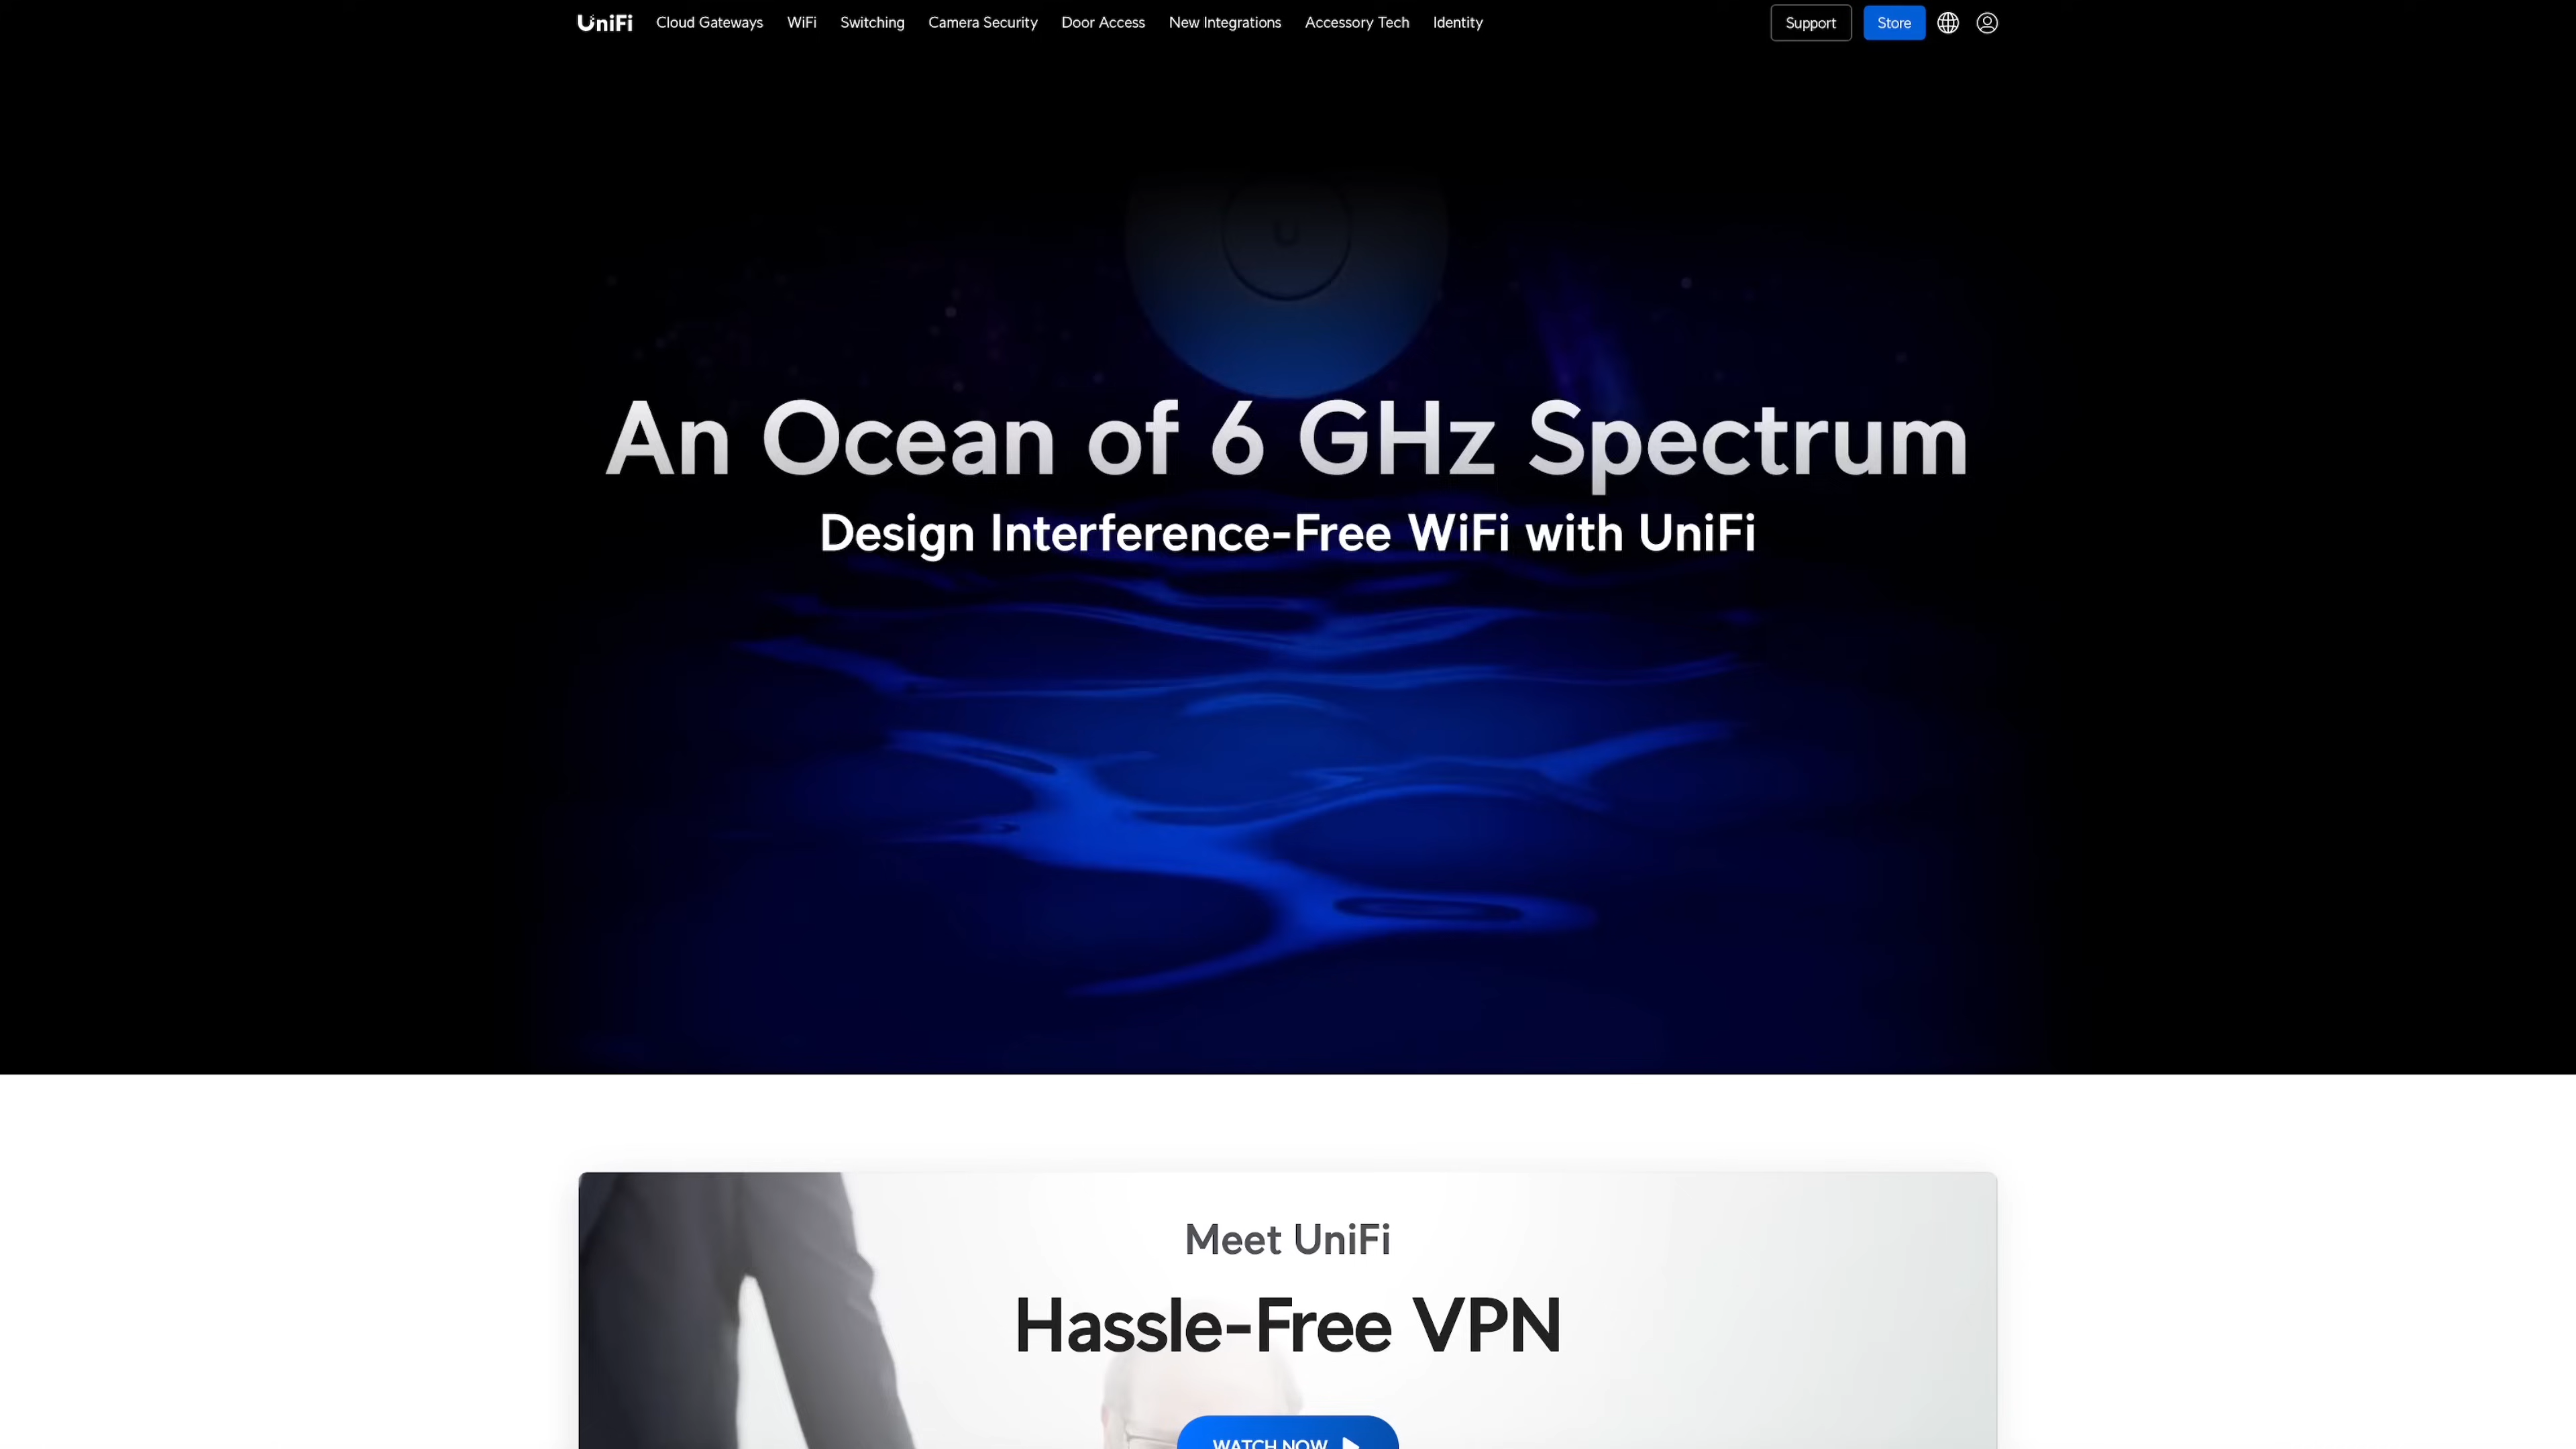 UniFi Cloud Gateways WiFi Switching Camera Security Door Access New Integrations Accessory Tech Identity Support Store
An Ocean of 6 GHz Spectrum
Design Interference-Free WiFi with UniFi
Meet UniFi
Hassle-Free VPN
WATCH NOW